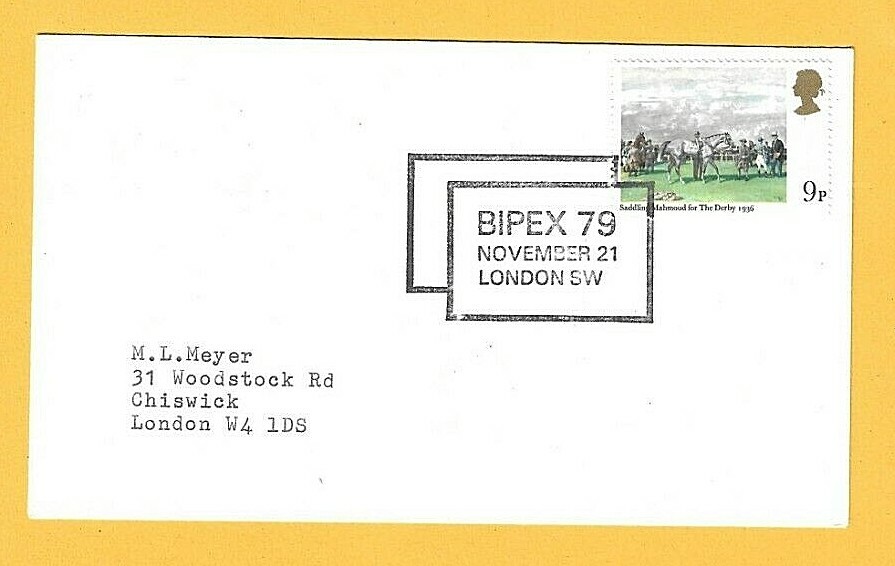 Saddling Mahmoud for The Derby 1936
9P
BIPEX 79
NOVEMBER 21
LONDON SW
M.L.Meyer
31 Woodstock Rd
Chiswick
London W4 1DS